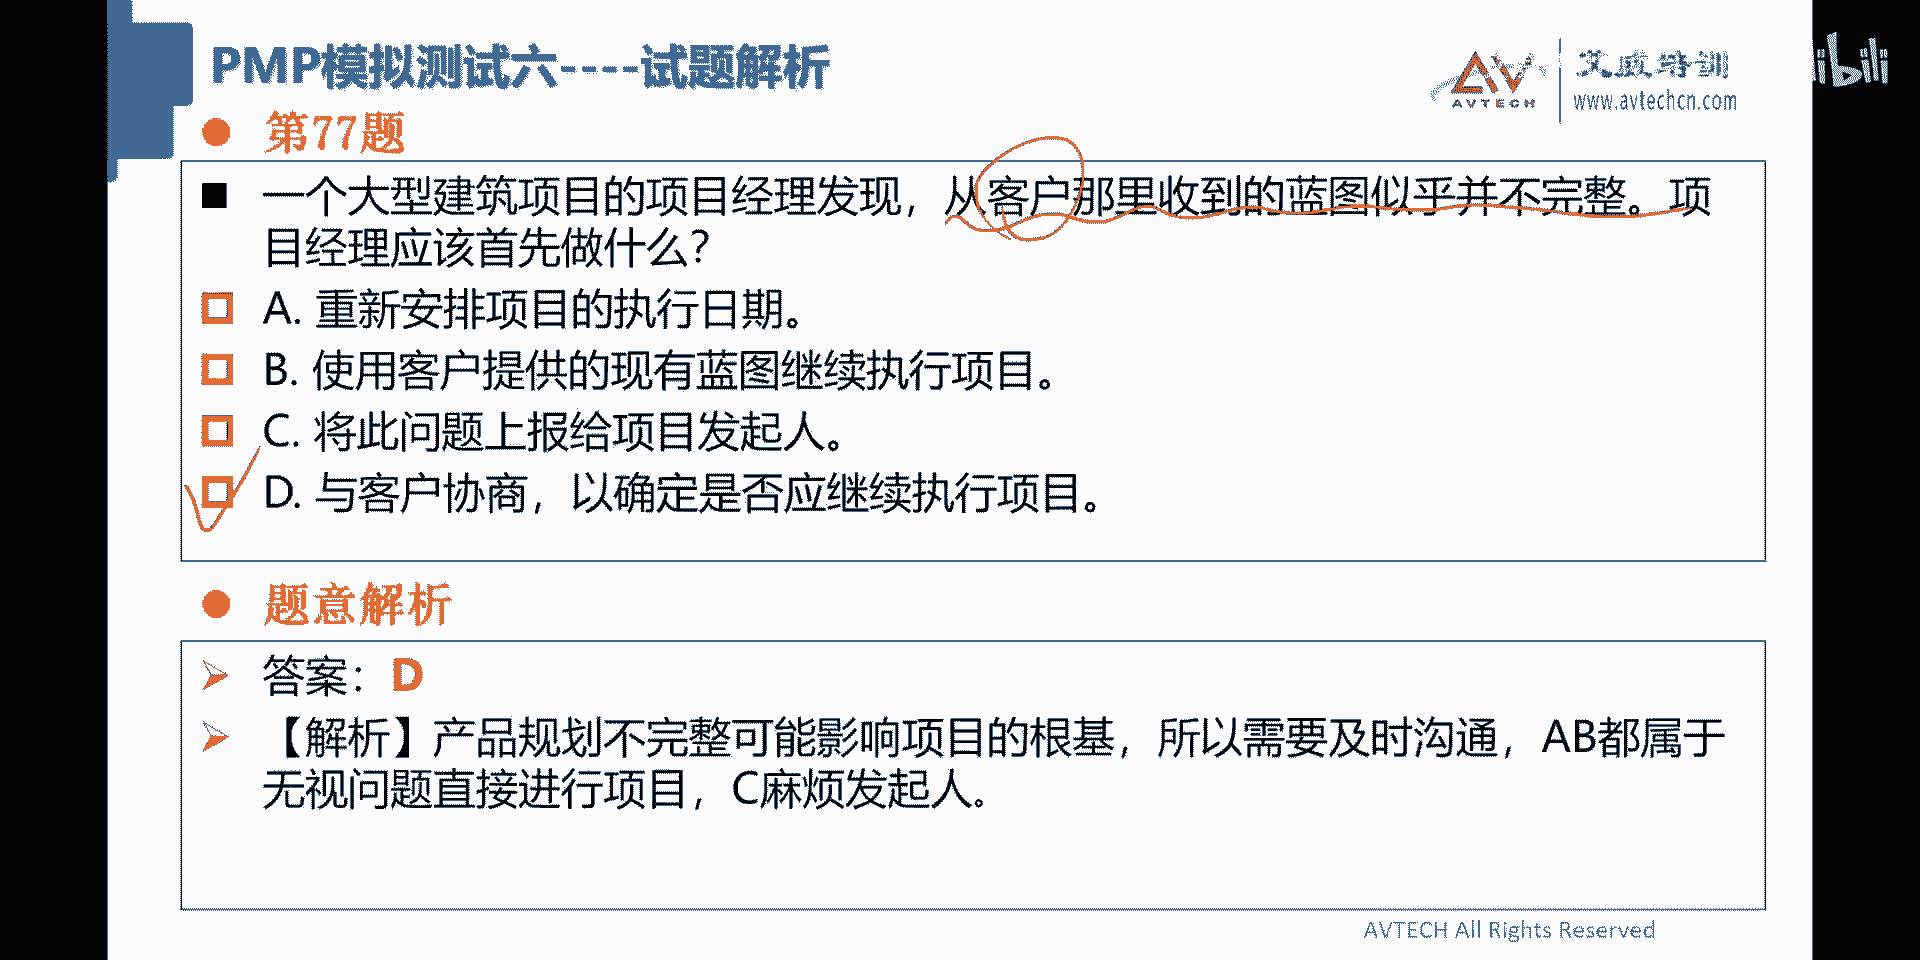 PMP模拟测试六----试题解析
AVTECH
艾威培训
www.avtechcn.com
第77题
一个大型建筑项目的项目经理发现，从客户那里收到的蓝图似乎并不完整。项
目经理应该首先做什么？
A. 重新安排项目的执行日期。
B. 使用客户提供的现有蓝图继续执行项目。
C. 将此问题上报给项目发起人。
D. 与客户协商，以确定是否应继续执行项目。
题意解析
答案：D
【解析】产品规划不完整可能影响项目的根基，所以需要及时沟通，AB都属于
无视问题直接进行项目，C麻烦发起人。
AVTECH All Rights Reserved